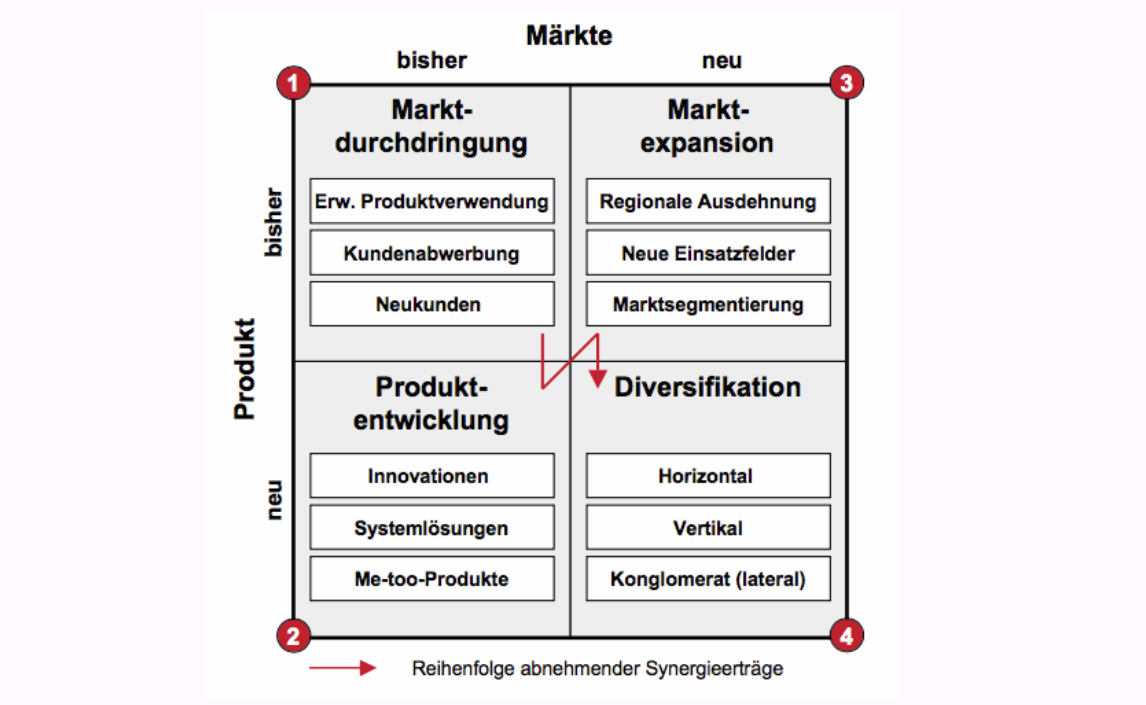 Märkte
bisher
neu
1
3
Markt-
durchdringung
Markt-
expansion
Produkt
bisher
Erw. Produktverwendung
Kundenabwerbung
Neukunden
Regionale Ausdehnung
Neue Einsatzfelder
Marktsegmentierung
neu
Produkt-
entwicklung
Diversifikation
Innovationen
Systemlösungen
Me-too-Produkte
Horizontal
Vertikal
Konglomerat (lateral)
2
4
Reihenfolge abnehmender Synergieerträge